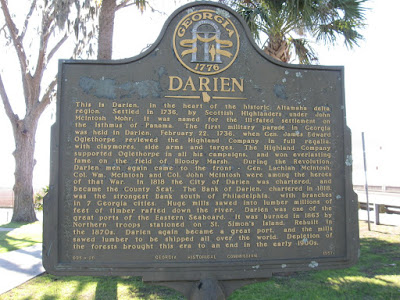 GEORGIA
1776
DARIEN
This is Darien, in the heart of the historic Altamaha delta
region. Settled in 1736, by Scottish Highlanders under John
McIntosh Mohr. It was named for the ill-fated settlement on
the Isthmus of Panama. The first military parade in Georgia
was held in Darien, February 22, 1736, when Gen. James Edward
Oglethorpe reviewed the Highland Company in full regalia,
with claymores, side arms and targes. The Highland Company
supported Oglethorpe in all his campaigns, and won everlasting
fame on the field of Bloody Marsh. During the Revolution,
Darien men again came to the front - Gen. Lachlan McIntosh,
Col. Wm. McIntosh and Col. John McIntosh were among the heroes
of that War. In 1818 the City of Darien was chartered, and
became the County Seat. The Bank of Darien, chartered in 1818,
was the strongest Bank south of Philadelphia, with branches
in 7 Georgia cities. Huge mills sawed into lumber millions of
feet of timber rafted down the river. Darien was one of the
great ports of the Eastern Seaboard. It was burned in 1863 by
Northern troops stationed on St. Simon's Island. Rebuilt in
the 1870s, Darien again became a great port, and the mills
sawed lumber to be shipped all over the world. Depletion of
the forests brought this era to an end in the early 1900s.
GEORGIA HISTORICAL COMMISSION